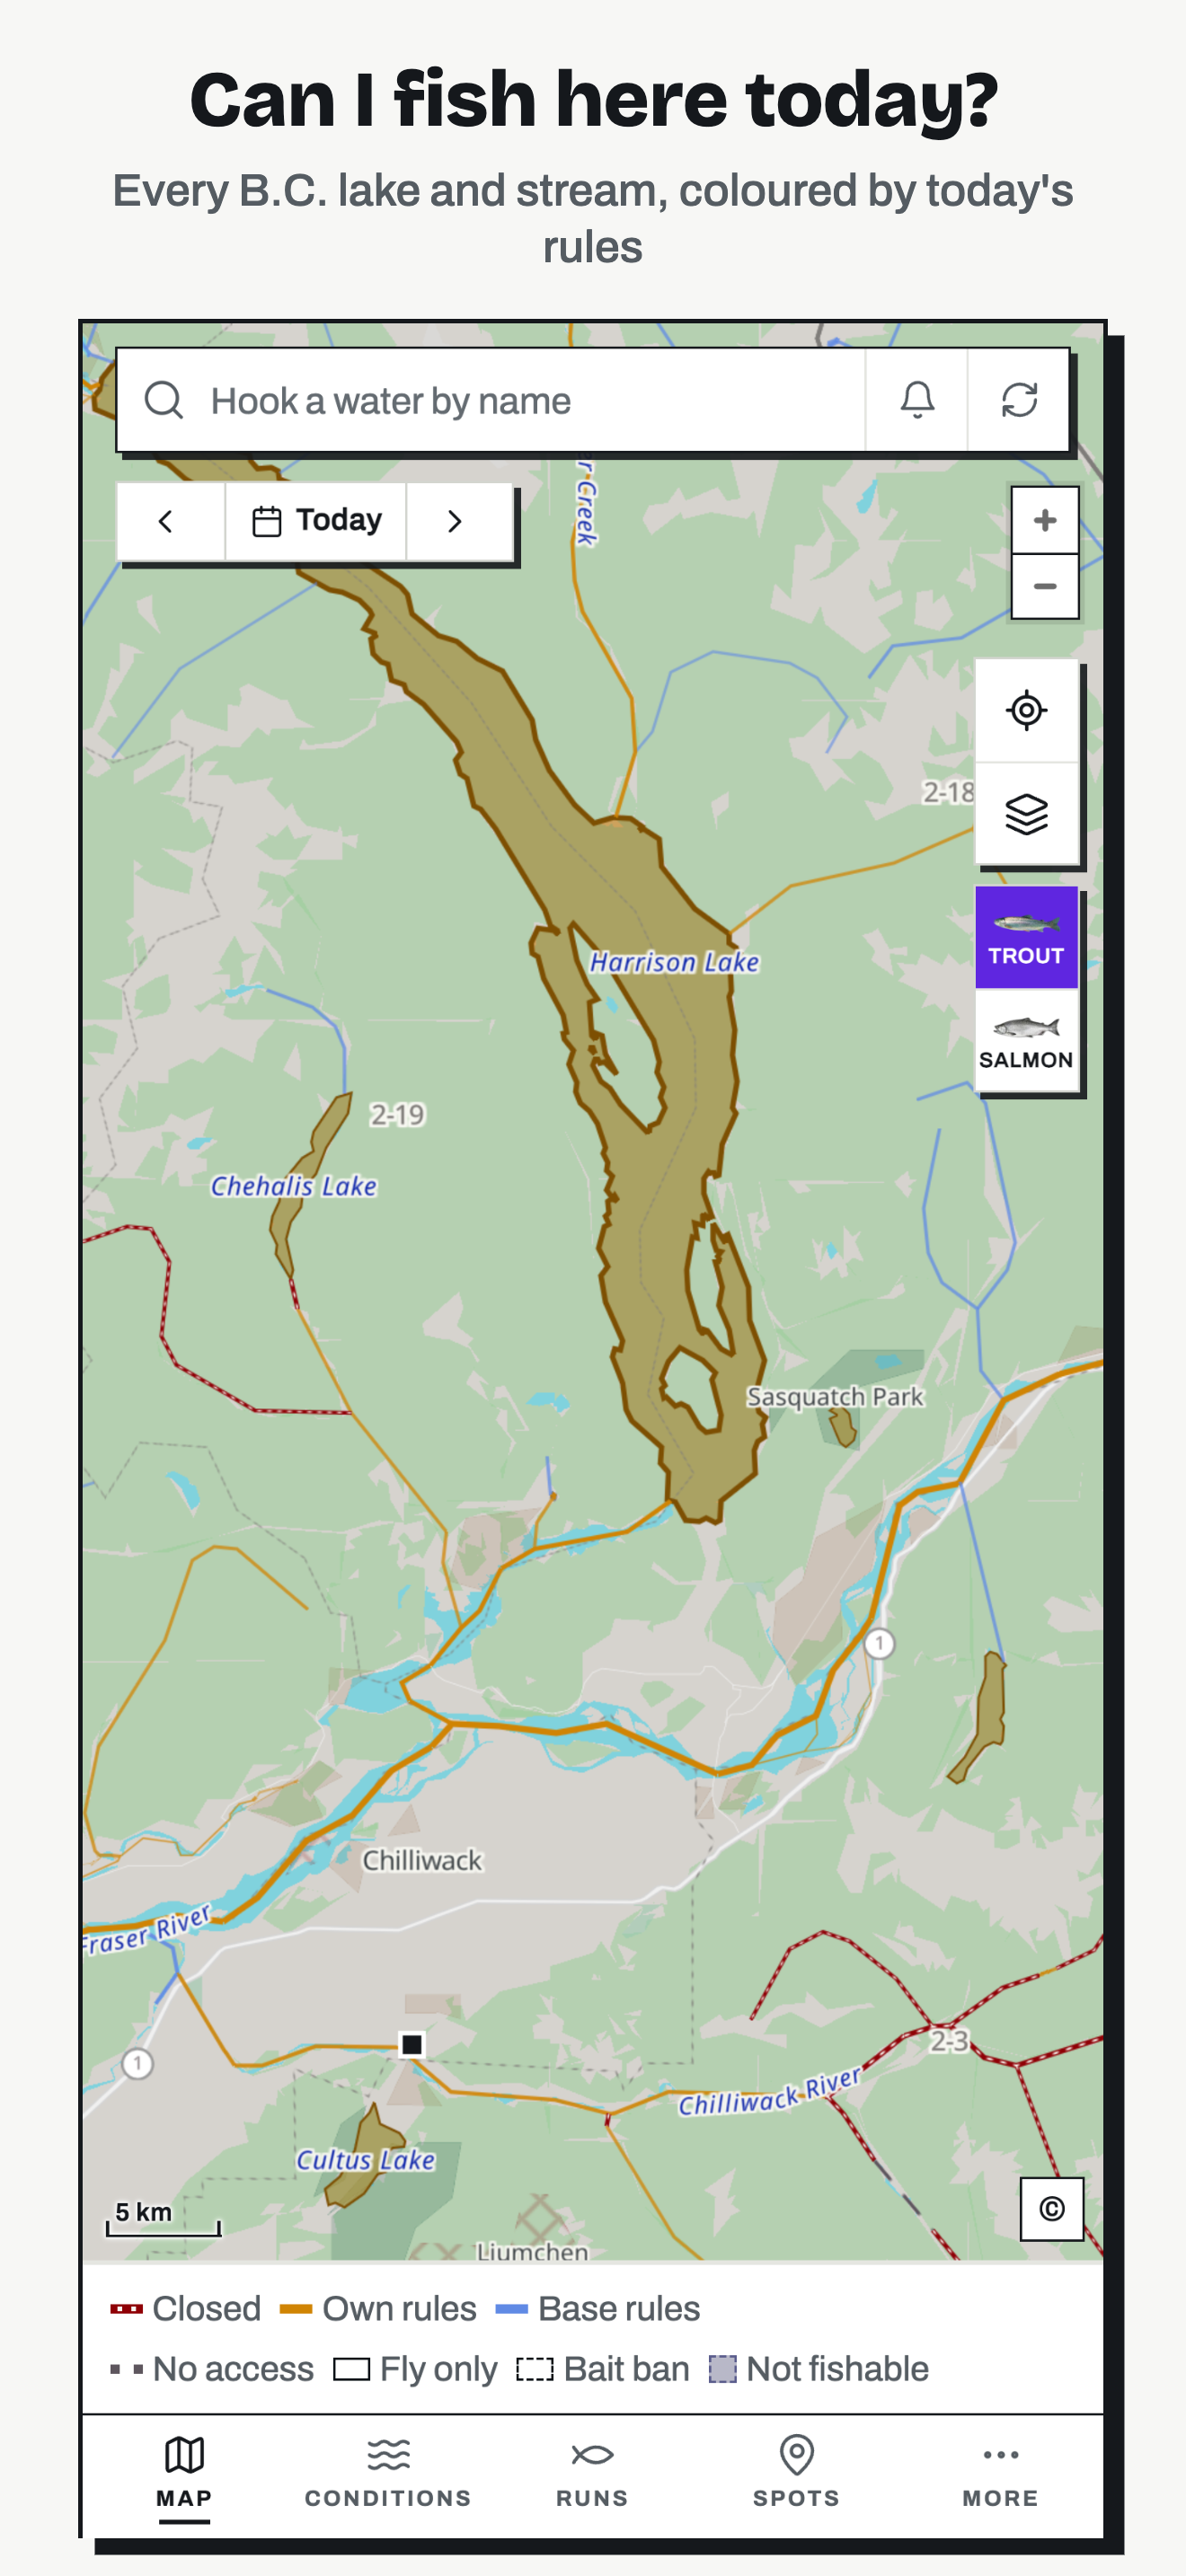 Can I fish here today?
Every B.C. lake and stream, coloured by today's
rules
Hook a water by name
r Creek
Today
+
−
2-18
TROUT
Harrison Lake
SALMON
2-19
Chehalis Lake
Sasquatch Park
1
Chilliwack
Fraser River
1
2-3
Chilliwack River
Cultus Lake
5 km
©
Liumchen
Closed Own rules Base rules
No access Fly only Bait ban Not fishable
MAP CONDITIONS RUNS SPOTS MORE